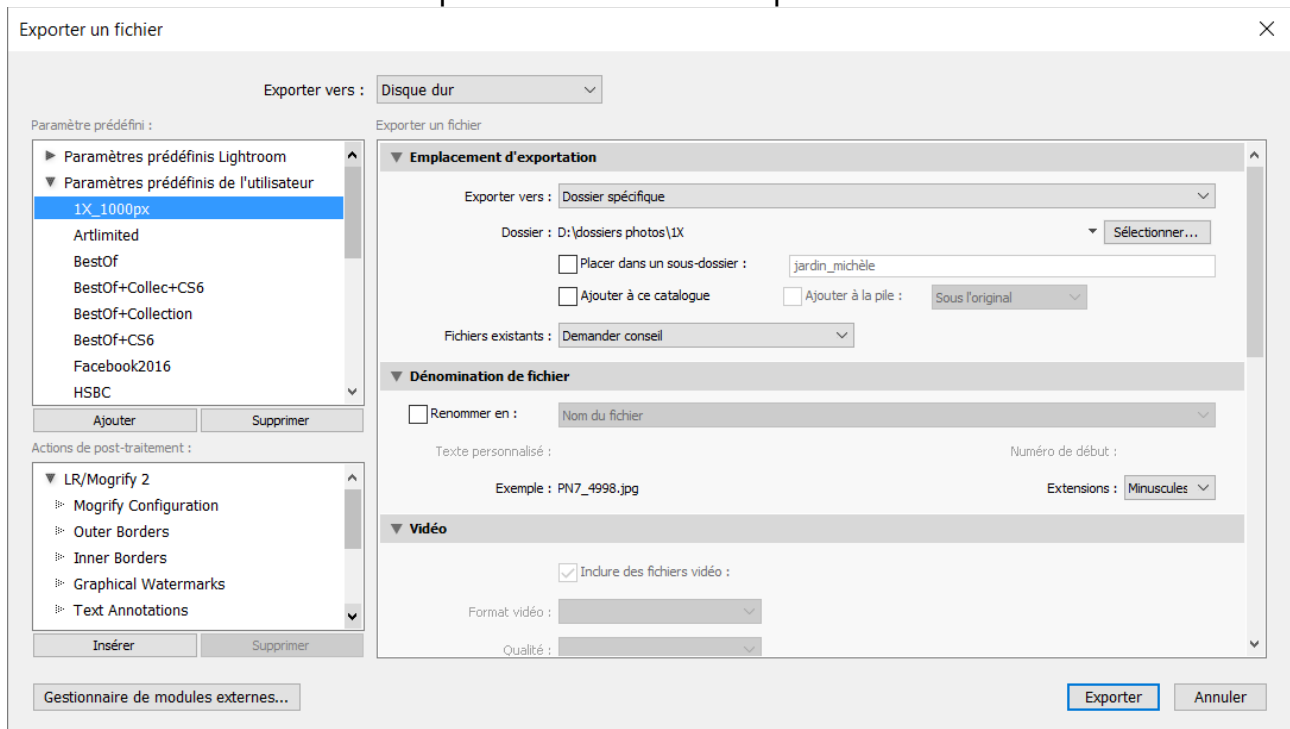 Exporter un fichier
Exporter vers : Disque dur
Paramètre prédéfini :
Paramètres prédéfinis Lightroom
Paramètres prédéfinis de l'utilisateur
1X_1000px
Artlimited
BestOf
BestOf+Collec+CS6
BestOf+Collection
BestOf+CS6
Facebook2016
HSBC
Ajouter Supprimer
Actions de post-traitement :
LR/Mogrify 2
Mogrify Configuration
Outer Borders
Inner Borders
Graphical Watermarks
Text Annotations
Insérer Supprimer
Exporter un fichier
Emplacement d'exportation
Exporter vers : Dossier spécifique
Dossier : D:\dossiers photos\1X Sélectionner...
Placer dans un sous-dossier : jardin_michèle
Ajouter à ce catalogue Ajouter à la pile : Sous l'original
Fichiers existants : Demander conseil
Dénomination de fichier
Renommer en : Nom du fichier
Texte personnalisé : Numéro de début :
Exemple : PN7_4998.jpg Extensions : Minuscules
Vidéo
Inclure des fichiers vidéo :
Format vidéo :
Qualité :
Gestionnaire de modules externes... Exporter Annuler